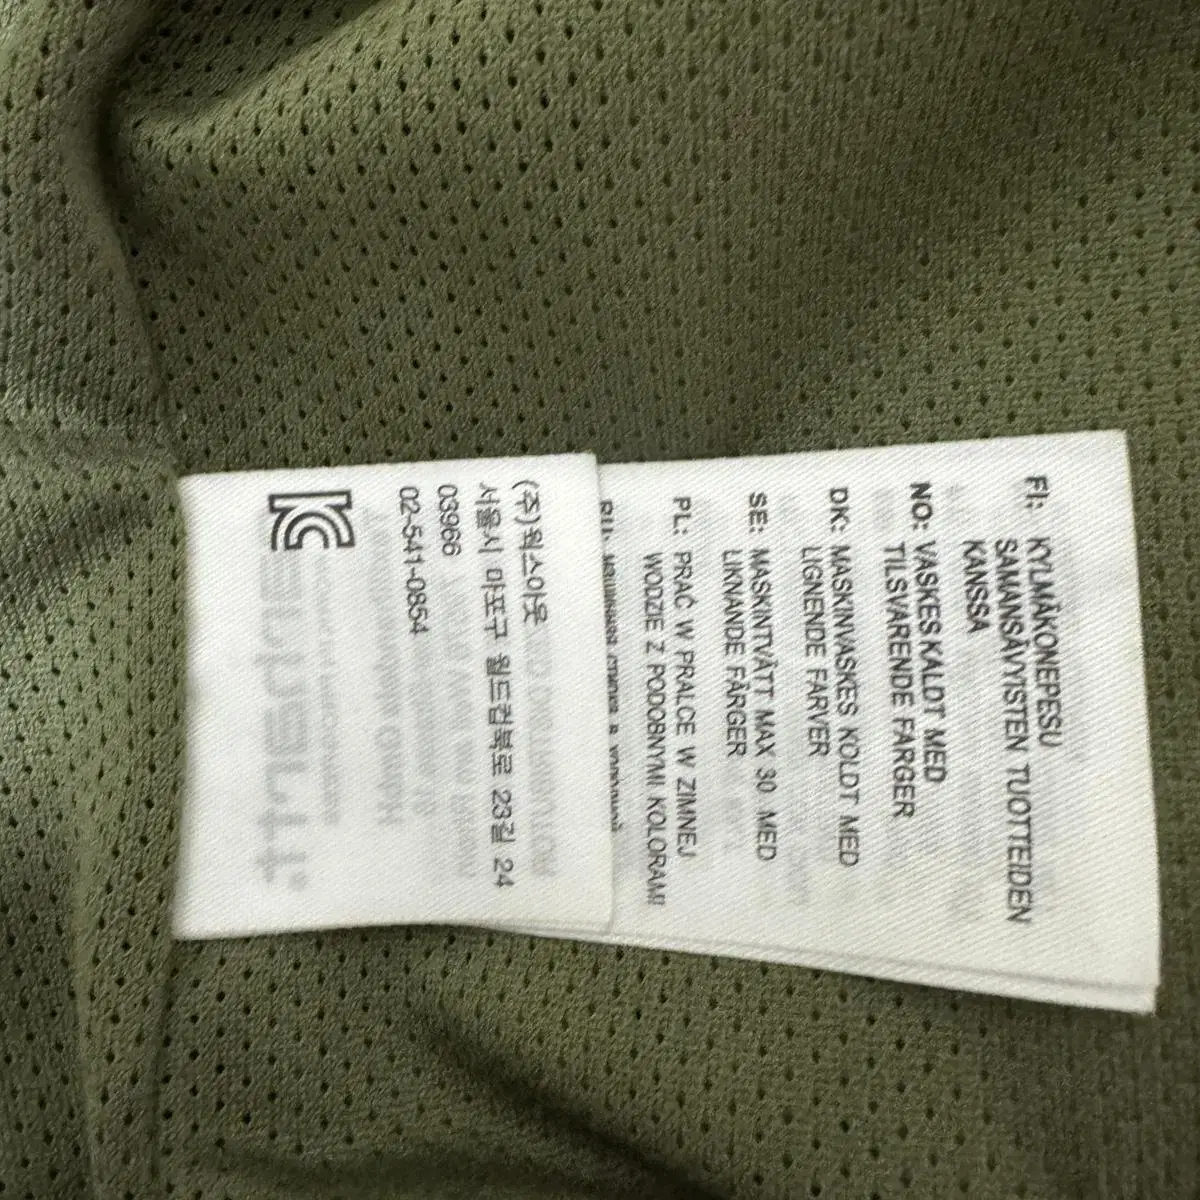 (주)웍스아웃
서울시 마포구 월드컵북로 23길 24
03966
02-541-0854
FI: KYLMÄKONEPESU
SAMANSÄVYISTEN TUOTTEIDEN
KANSSA
NO: VASKES KALDT MED
TILSVARENDE FARGER
DK: MASKINVASKES KOLDT MED
LIGNENDE FARVER
SE: MASKINTVÄTT MAX 30 MED
LIKNANDE FÄRGER
PL: PRAĆ W PRALCE W ZIMNEJ
WODZIE Z PODOBNYMI KOLORAMI
RU: